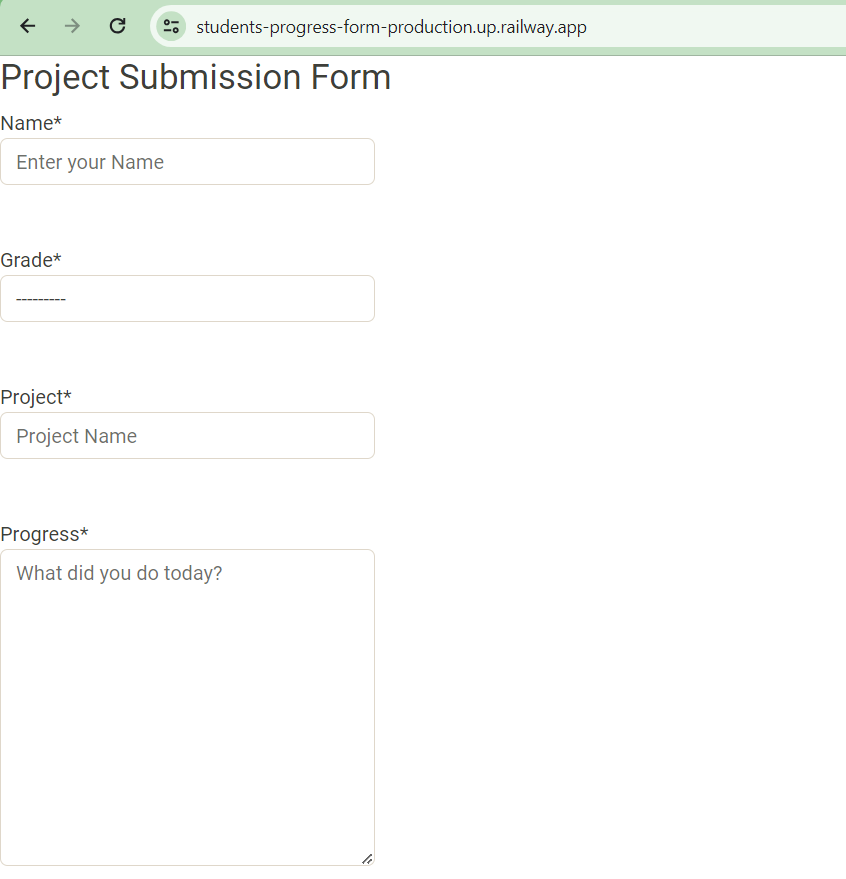 students-progress-form-production.up.railway.app
Project Submission Form
Name*
Enter your Name
Grade*
---------
Project*
Project Name
Progress*
What did you do today?